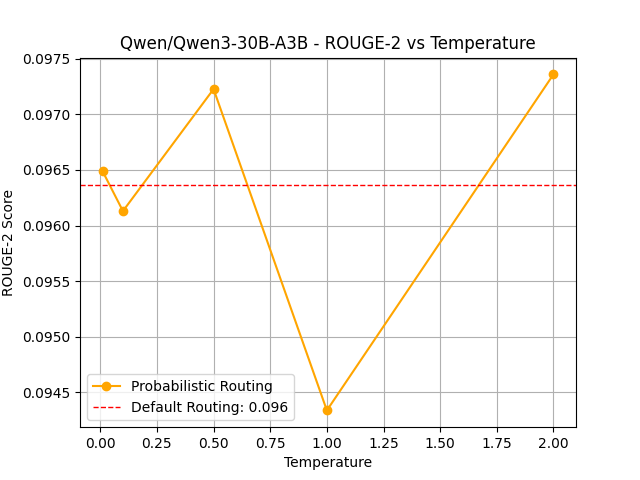 Qwen/Qwen3-30B-A3B - ROUGE-2 vs Temperature
0.0975
0.0970
0.0965
0.0960
0.0955
0.0950
0.0945
ROUGE-2 Score
Probabilistic Routing
Default Routing: 0.096
0.00 0.25 0.50 0.75 1.00 1.25 1.50 1.75 2.00
Temperature